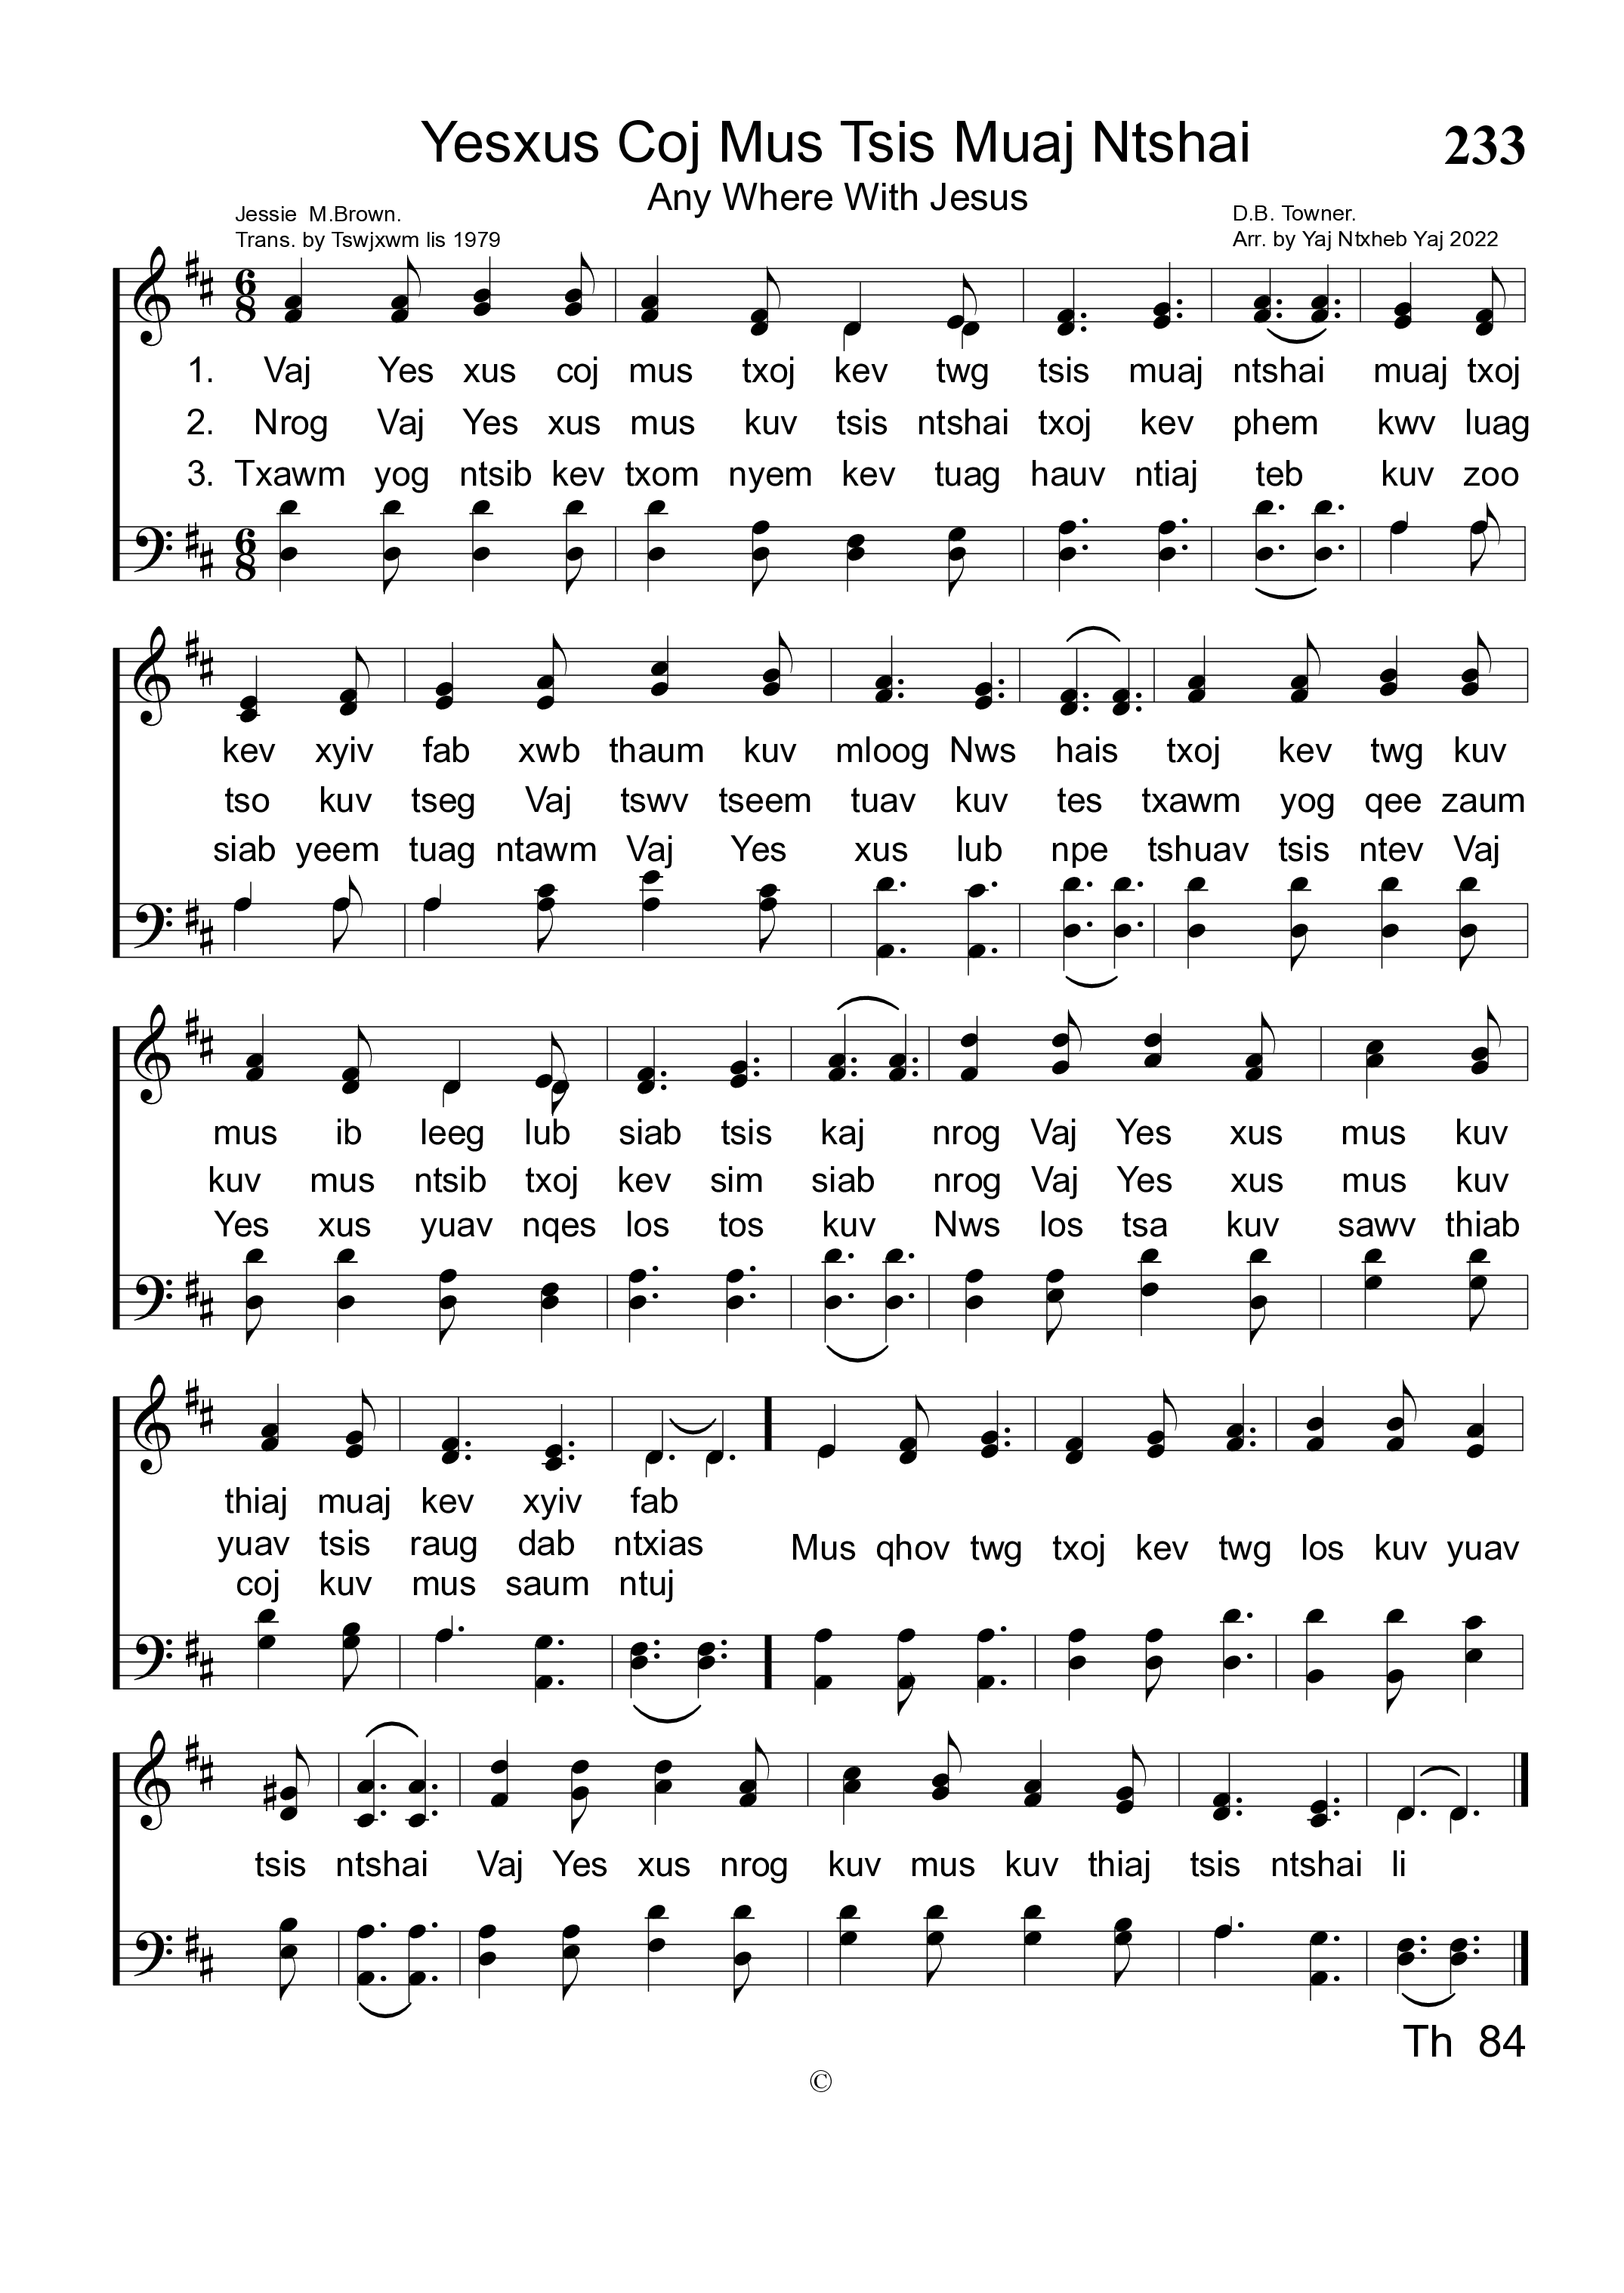 Yesxus Coj Mus Tsis Muaj Ntshai 233
Any Where With Jesus
Jessie M.Brown. D.B. Towner.
Trans. by Tswjxwm lis 1979 Arr. by Yaj Ntxheb Yaj 2022
6 8
1. Vaj Yes xus coj mus txoj kev twg tsis muaj ntshai muaj txoj
2. Nrog Vaj Yes xus mus kuv tsis ntshai txoj kev phem kwv luag
3. Txawm yog ntsib kev txom nyem kev tuag hauv ntiaj teb kuv zoo
6 8
kev xyiv fab xwb thaum kuv mloog Nws hais txoj kev twg kuv
tso kuv tseg Vaj tswv tseem tuav kuv tes txawm yog qee zaum
siab yeem tuag ntawm Vaj Yes xus lub npe tshuav tsis ntev Vaj
mus ib leeg lub siab tsis kaj nrog Vaj Yes xus mus kuv
kuv mus ntsib txoj kev sim siab nrog Vaj Yes xus mus kuv
Yes xus yuav nqes los tos kuv Nws los tsa kuv sawv thiab
thiaj muaj kev xyiv fab
yuav tsis raug dab ntxias Mus qhov twg txoj kev twg los kuv yuav
coj kuv mus saum ntuj
tsis ntshai Vaj Yes xus nrog kuv mus kuv thiaj tsis ntshai li
Th 84
©